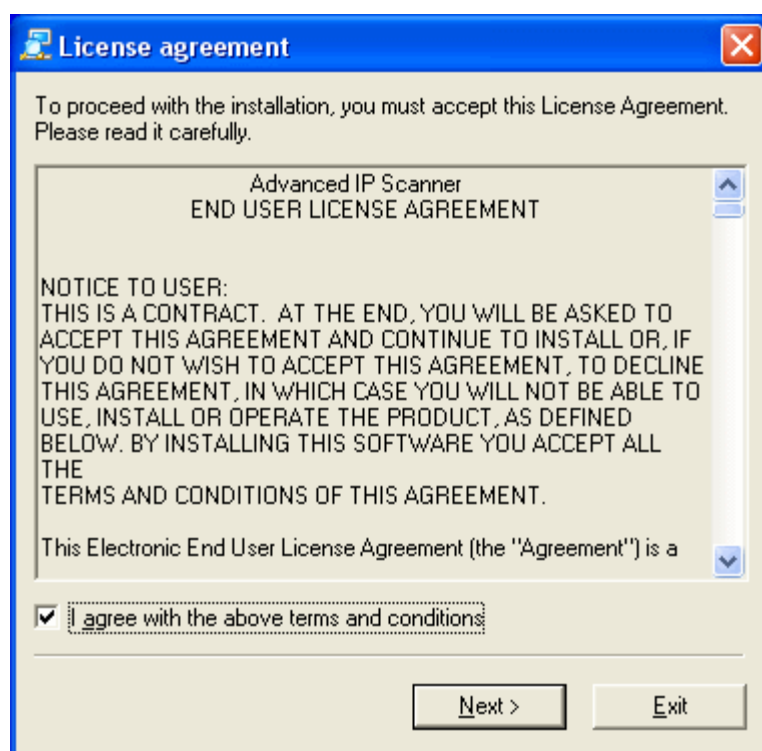 License agreement
To proceed with the installation, you must accept this License Agreement.
Please read it carefully.
Advanced IP Scanner
END USER LICENSE AGREEMENT
NOTICE TO USER:
THIS IS A CONTRACT.  AT THE END, YOU WILL BE ASKED TO
ACCEPT THIS AGREEMENT AND CONTINUE TO INSTALL OR, IF
YOU DO NOT WISH TO ACCEPT THIS AGREEMENT, TO DECLINE
THIS AGREEMENT, IN WHICH CASE YOU WILL NOT BE ABLE TO
USE, INSTALL OR OPERATE THE PRODUCT, AS DEFINED
BELOW. BY INSTALLING THIS SOFTWARE YOU ACCEPT ALL
THE
TERMS AND CONDITIONS OF THIS AGREEMENT.
This Electronic End User License Agreement (the "Agreement") is a
I agree with the above terms and conditions
Next >
Exit